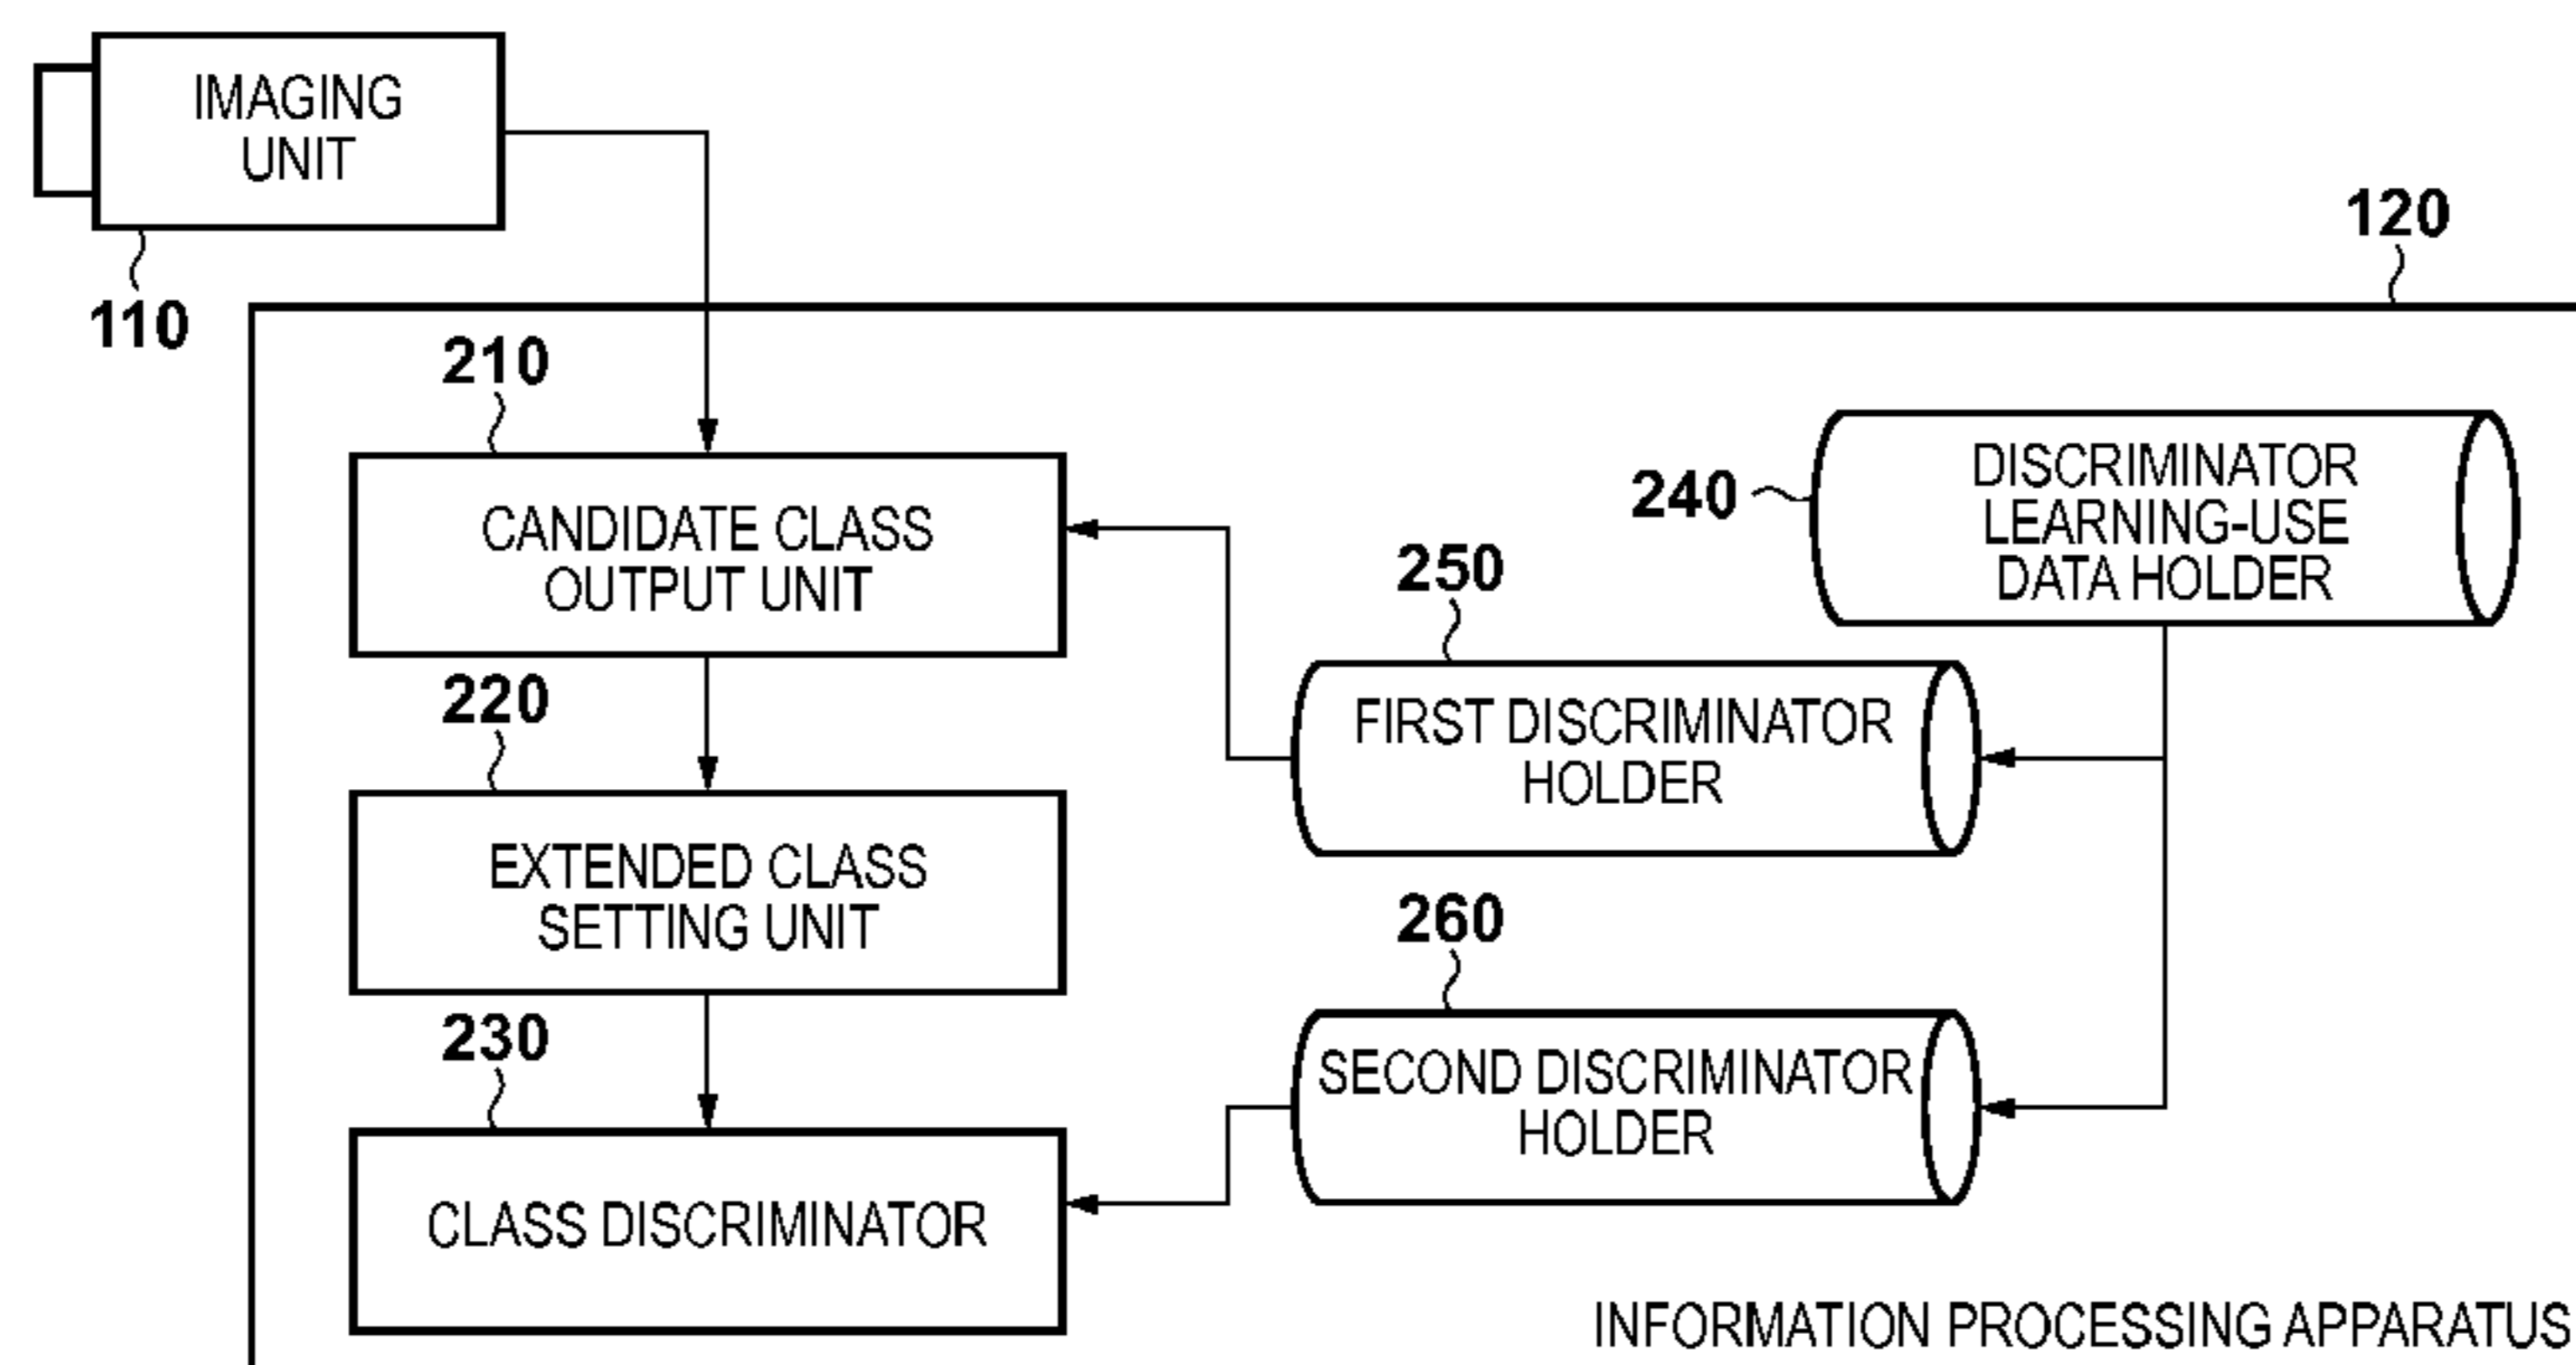 IMAGING
UNIT
110
120
210
CANDIDATE CLASS
OUTPUT UNIT
240
DISCRIMINATOR
LEARNING-USE
DATA HOLDER
250
FIRST DISCRIMINATOR
HOLDER
220
EXTENDED CLASS
SETTING UNIT
260
SECOND DISCRIMINATOR
HOLDER
230
CLASS DISCRIMINATOR
INFORMATION PROCESSING APPARATUS